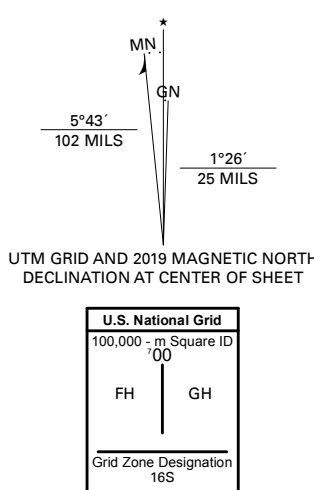 ★
MN
GN
5°43´
102 MILS
1°26´
25 MILS
UTM GRID AND 2019 MAGNETIC NORTH
DECLINATION AT CENTER OF SHEET
U.S. National Grid
100,000 - m Square ID
⁷00
FH GH
Grid Zone Designation
16S